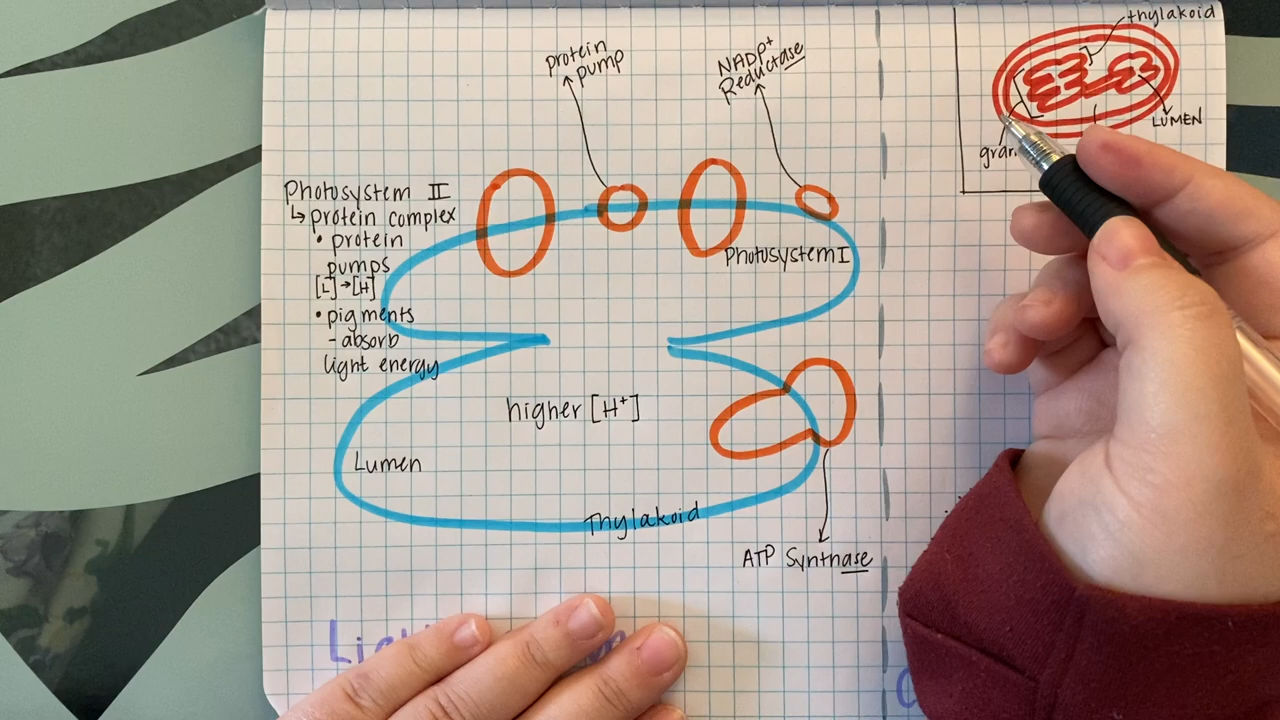 protein
pump
NADP+
Reductase
Photosystem II
↳ protein complex
• protein
pumps
[L]→[H]
• pigments
- absorb
light energy
Photosystem I
higher [H+]
Lumen
Thylakoid
ATP Synthase
thylakoid
LUMEN